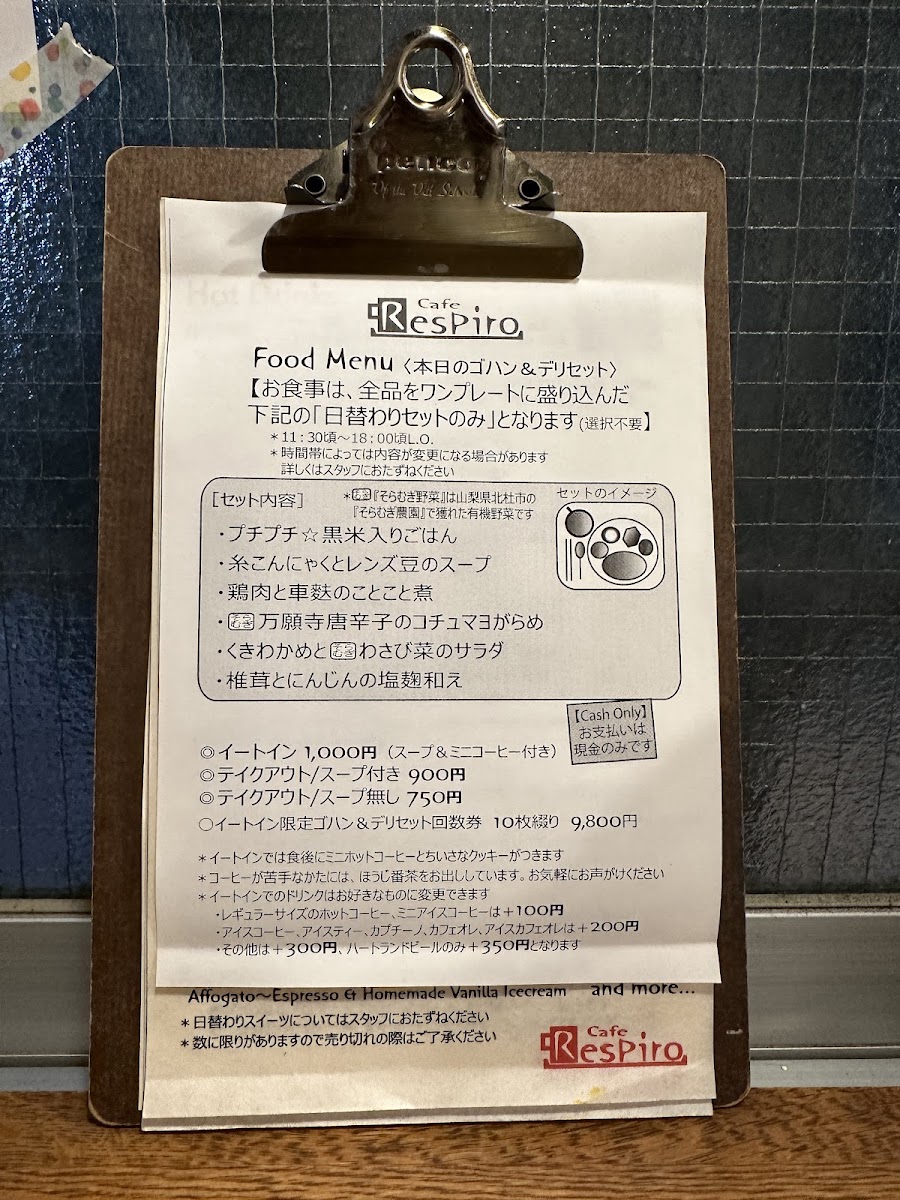 penco
Cafe
Respiro
Food Menu 〈本日のゴハン＆デリセット〉
【お食事は、全品をワンプレートに盛り込んだ
下記の「日替わりセットのみ」となります(選択不要)】
＊11：30頃～18：00頃L.O.
＊時間帯によっては内容が変更になる場合があります
詳しくはスタッフにおたずねください
[セット内容]
＊『そらむぎ野菜』は山梨県北杜市の
『そらむぎ農園』で獲れた有機野菜です
セットのイメージ
・プチプチ☆黒米入りごはん
・糸こんにゃくとレンズ豆のスープ
・鶏肉と車麩のことこと煮
・万願寺唐辛子のコチュマヨがらめ
・くきわかめとわさび菜のサラダ
・椎茸とにんじんの塩麹和え
【Cash Only】
お支払いは
現金のみです
◎イートイン 1,000円（スープ＆ミニコーヒー付き）
◎テイクアウト/スープ付き 900円
◎テイクアウト/スープ無し 750円
○イートイン限定ゴハン＆デリセット回数券 10枚綴り 9,800円
＊イートインでは食後にミニホットコーヒーとちいさなクッキーがつきます
＊コーヒーが苦手なかたには、ほうじ番茶をお出ししています。お気軽にお声がけください
＊イートインでのドリンクはお好きなものに変更できます
・レギュラーサイズのホットコーヒー、ミニアイスコーヒーは＋100円
・アイスコーヒー、アイスティー、カプチーノ、カフェオレ、アイスカフェオレは＋200円
・その他は＋300円、ハートランドビールのみ＋350円となります
Affogato～Espresso & Homemade Vanilla Icecream and more...
＊日替わりスイーツについてはスタッフにおたずねください
＊数に限りがありますので売り切れの際はご了承ください
Cafe
Respiro